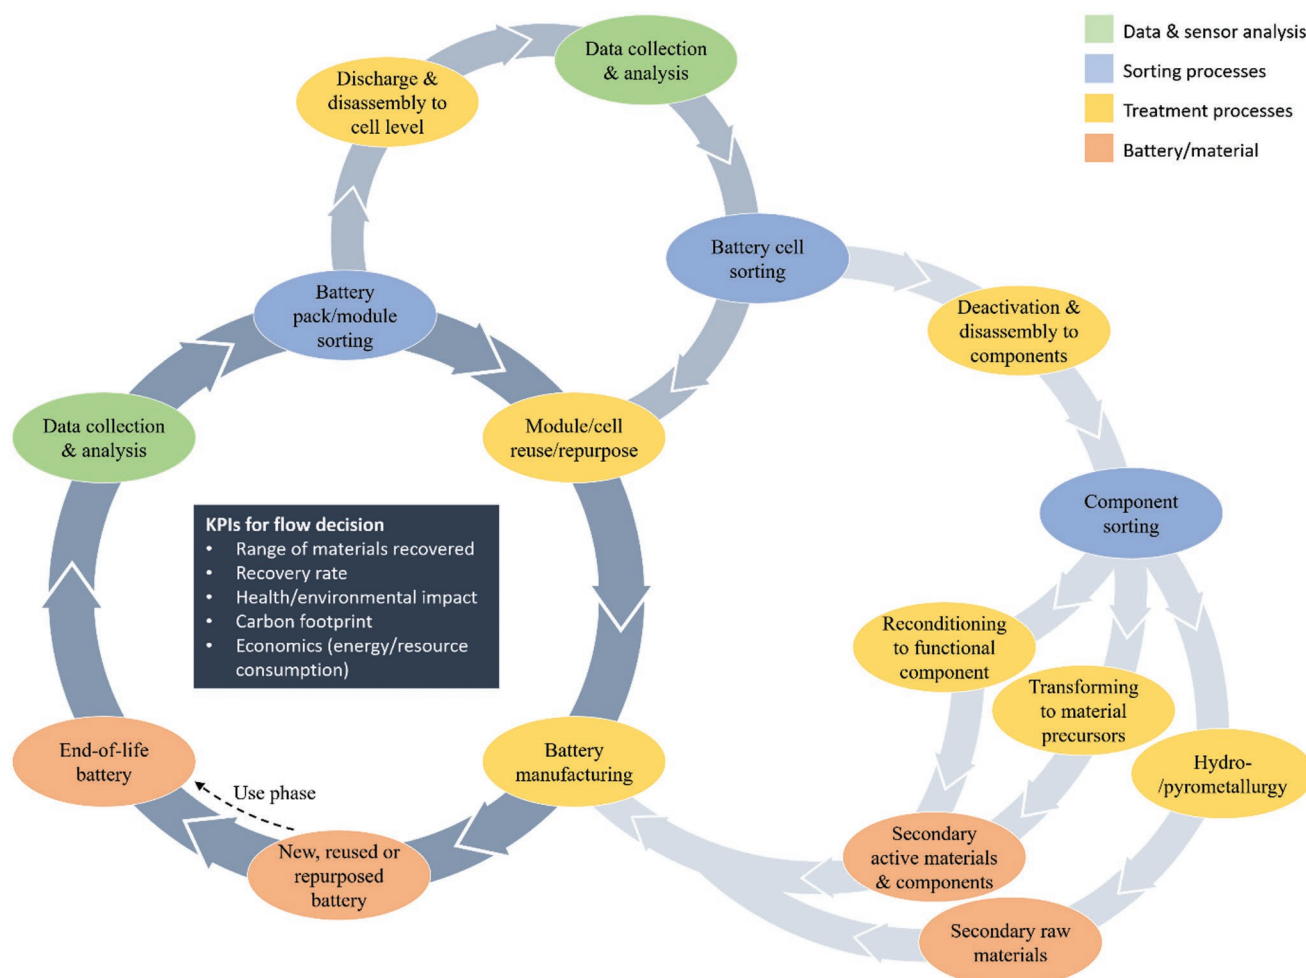 Data collection
& analysis
Discharge &
disassembly to
cell level
Data & sensor analysis
Sorting processes
Treatment processes
Battery/material
Battery cell
sorting
Battery
pack/module
sorting
Deactivation &
disassembly to
components
Data collection
& analysis
Module/cell
reuse/repurpose
Component
sorting
KPIs for flow decision
• Range of materials recovered
• Recovery rate
• Health/environmental impact
• Carbon footprint
• Economics (energy/resource
consumption)
Reconditioning
to functional
component
Transforming
to material
precursors
End-of-life
battery
Battery
manufacturing
Hydro-
/pyrometallurgy
Use phase
New, reused or
repurposed
battery
Secondary
active materials
& components
Secondary raw
materials